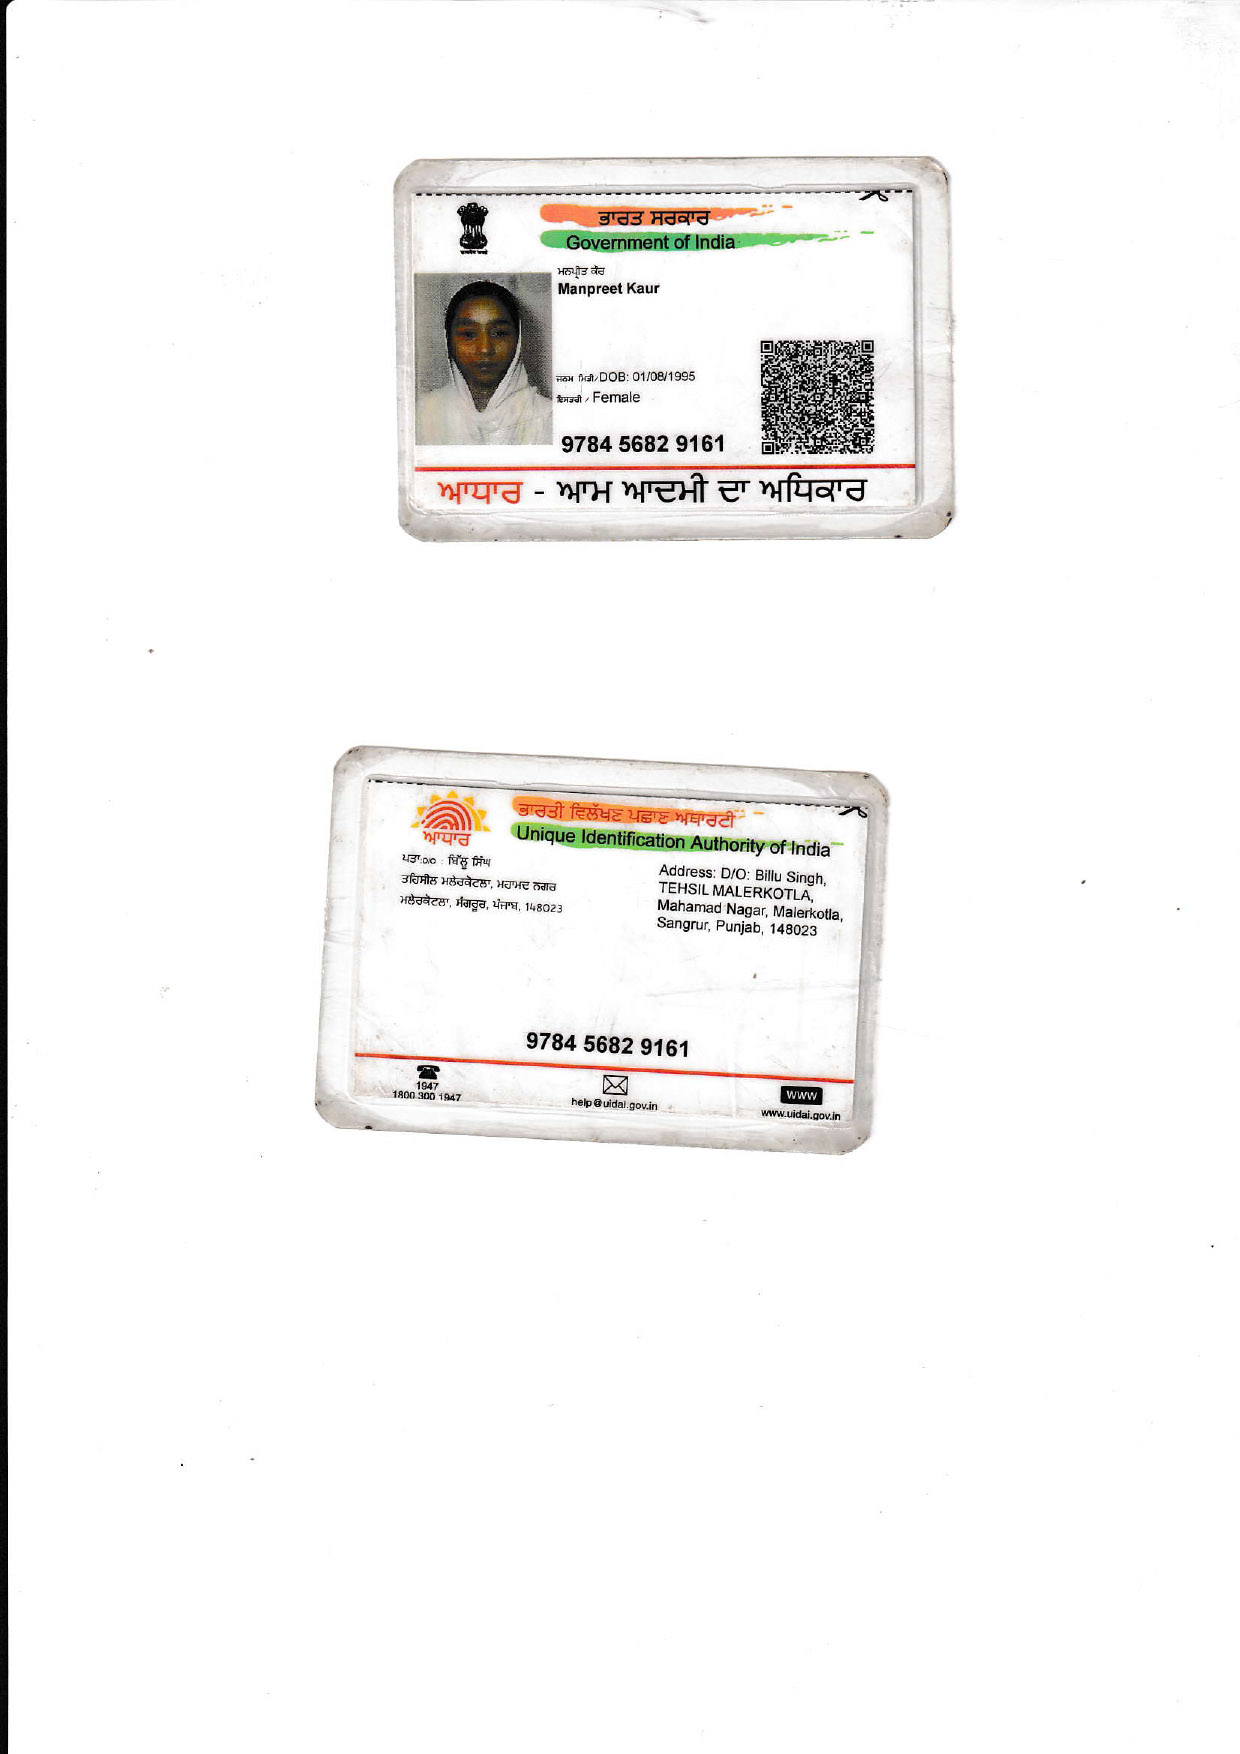 ਭਾਰਤ ਸਰਕਾਰ
Government of India
ਮਨਪ੍ਰੀਤ ਕੌਰ
Manpreet Kaur
ਜਨਮ ਮਿਤੀ/DOB: 01/08/1995
ਇਸਤਰੀ / Female
9784 5682 9161
ਆਧਾਰ - ਆਮ ਆਦਮੀ ਦਾ ਅਧਿਕਾਰ
ਭਾਰਤੀ ਵਿਲੱਖਣ ਪਛਾਣ ਅਥਾਰਟੀ
Unique Identification Authority of India
ਆਧਾਰ
ਪਤਾ:D/O : ਬਿੱਲੂ ਸਿੰਘ
ਤਹਿਸੀਲ ਮਲੇਰਕੋਟਲਾ, ਮਹਾਮਦ ਨਗਰ
ਮਲੇਰਕੋਟਲਾ, ਸੰਗਰੂਰ, ਪੰਜਾਬ, 148023
Address: D/O: Billu Singh,
TEHSIL MALERKOTLA,
Mahamad Nagar, Malerkotla,
Sangrur, Punjab, 148023
9784 5682 9161
1947
1800 300 1947
help@uidai.gov.in
www
www.uidai.gov.in